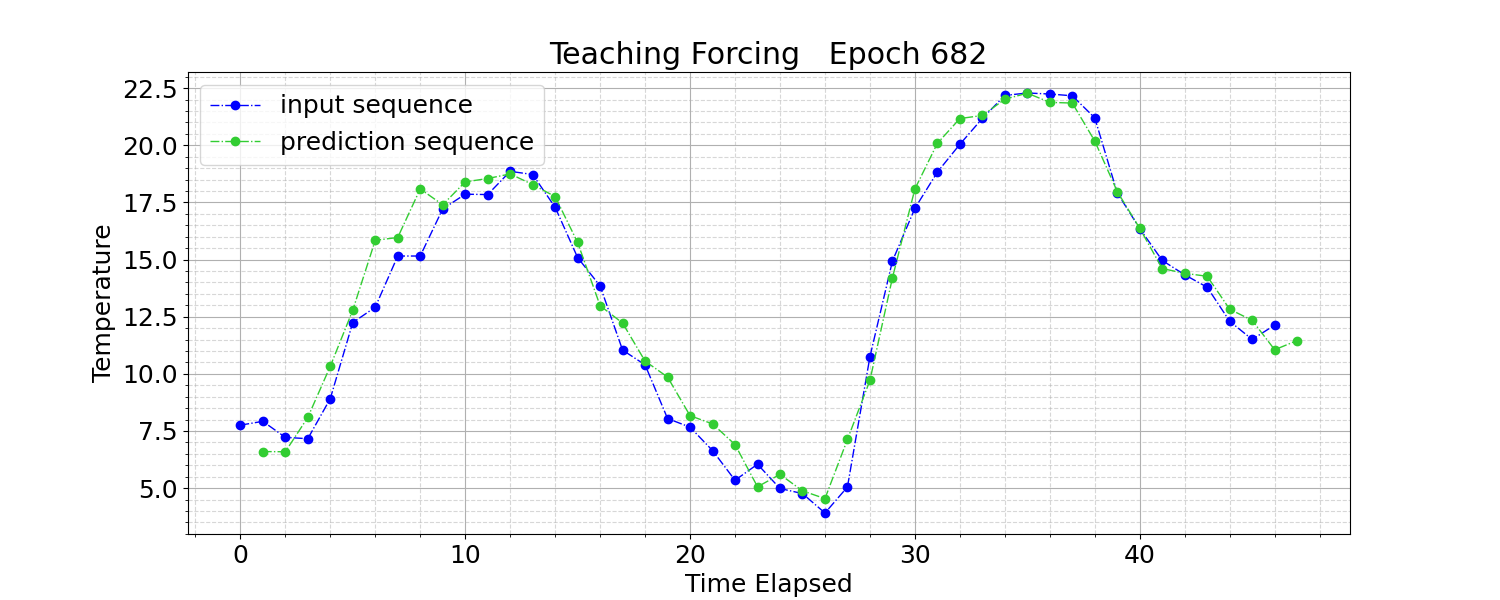 Teaching Forcing   Epoch 682
input sequence
prediction sequence
Temperature
22.5
20.0
17.5
15.0
12.5
10.0
7.5
5.0
0 10 20 30 40
Time Elapsed